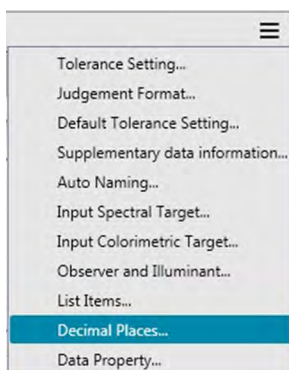 Tolerance Setting...
Judgement Format...
Default Tolerance Setting...
Supplementary data information...
Auto Naming...
Input Spectral Target...
Input Colorimetric Target...
Observer and Illuminant...
List Items...
Decimal Places...
Data Property...